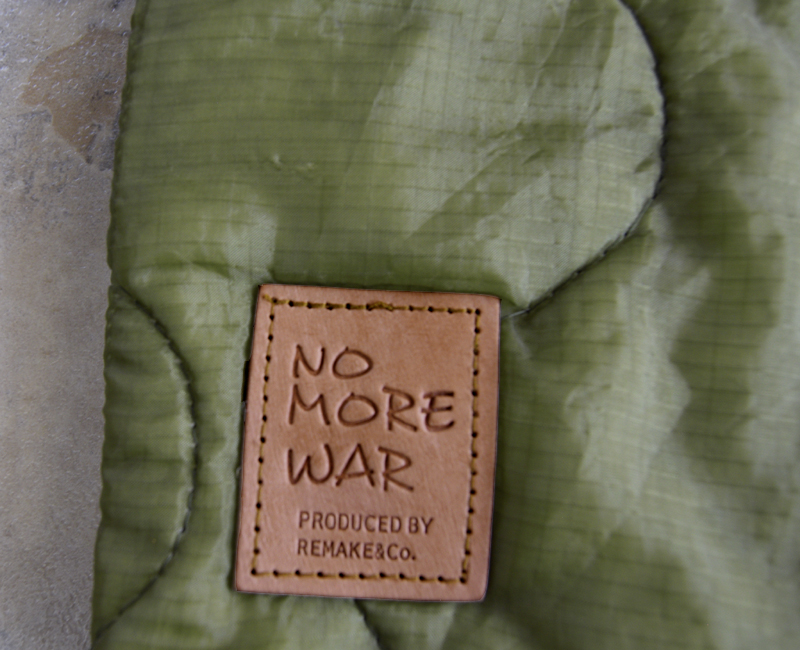 NO
MORE
WAR
PRODUCED BY
REMAKE&Co.